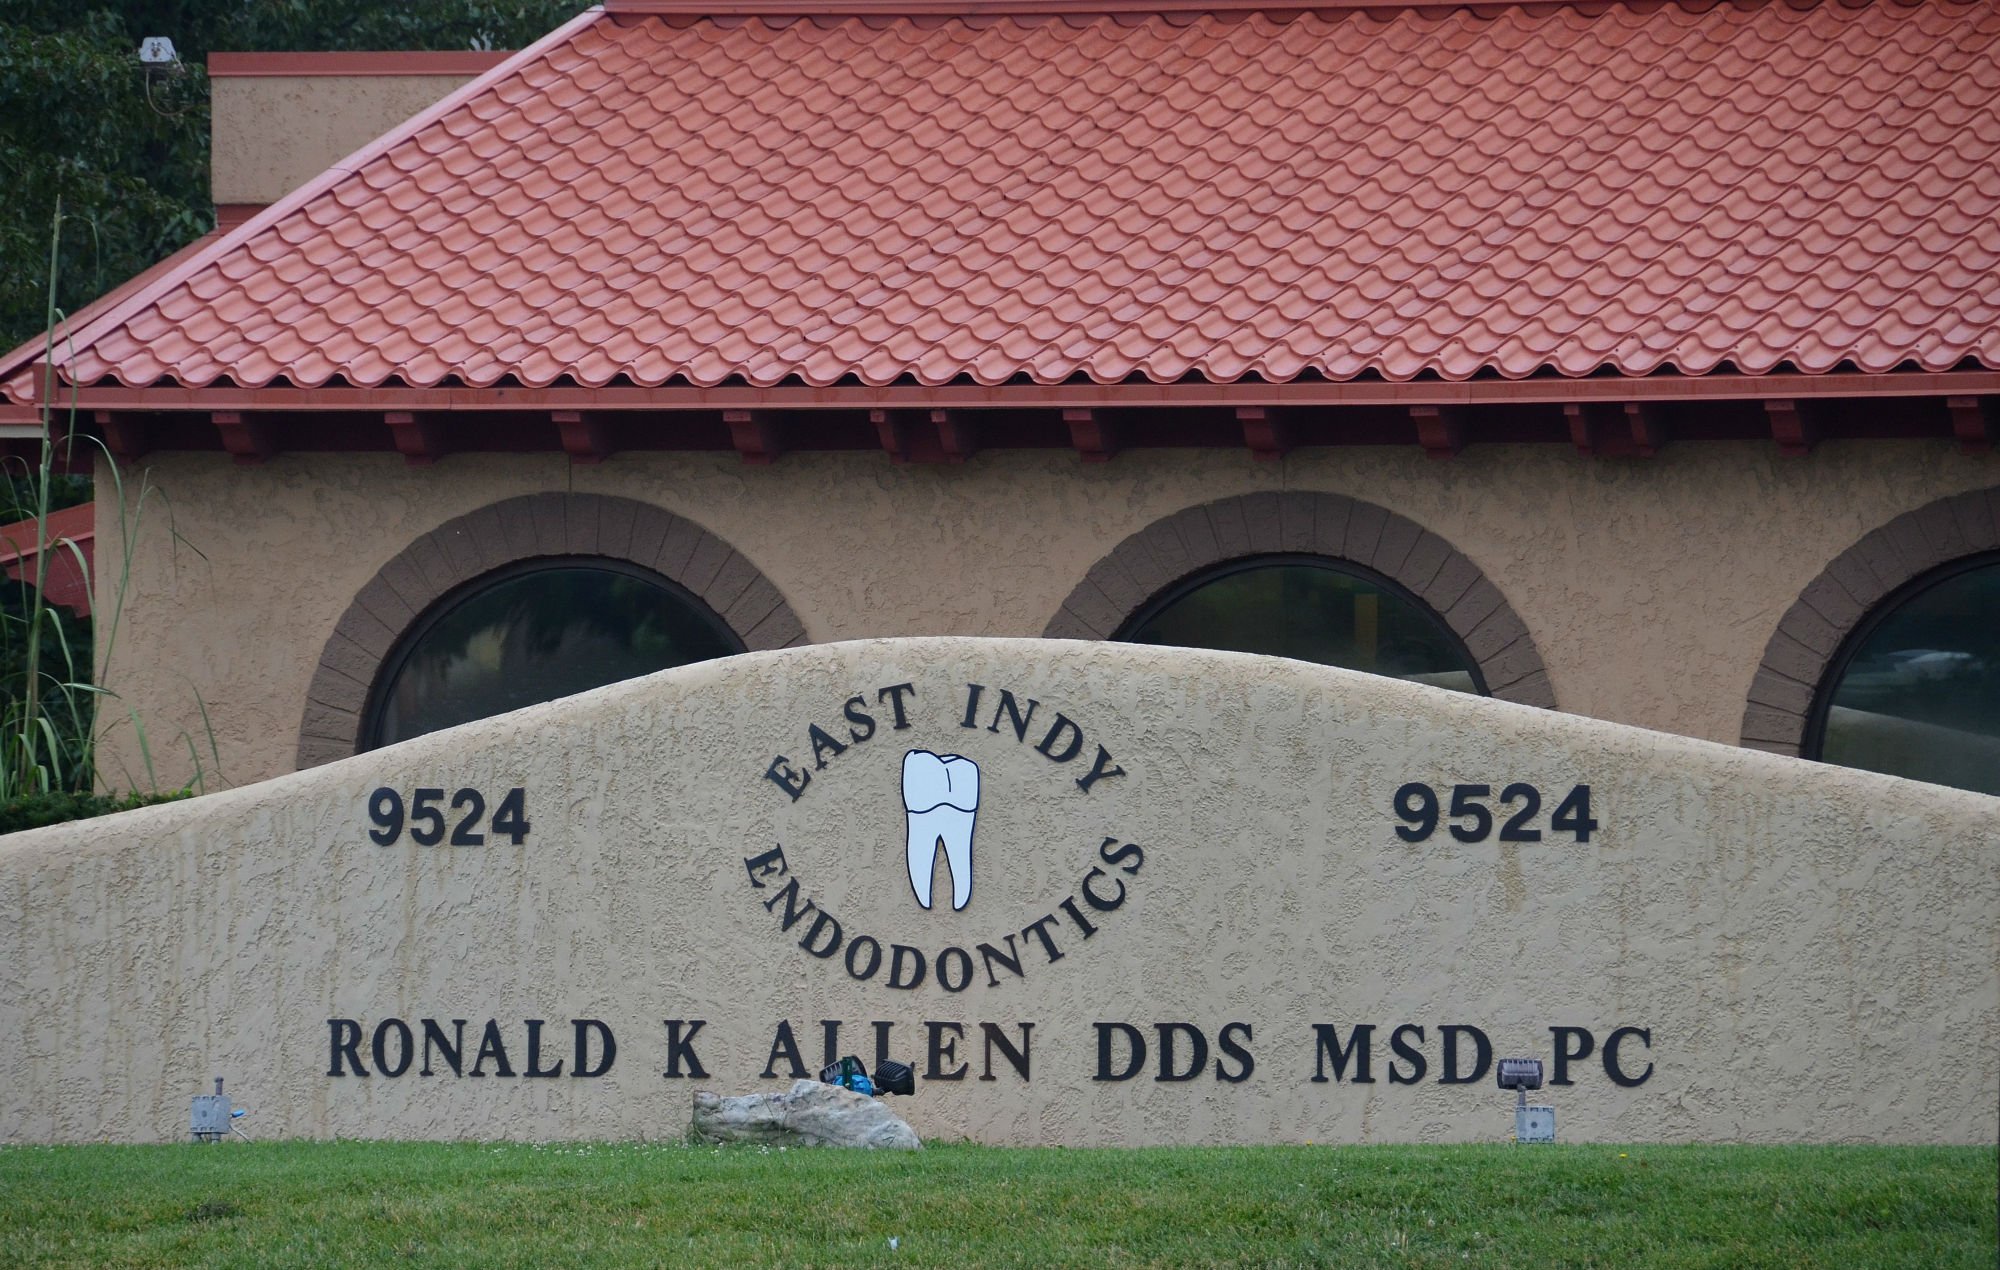 EAST INDY
9524
9524
ENDODONTICS
RONALD K ALLEN DDS MSD PC